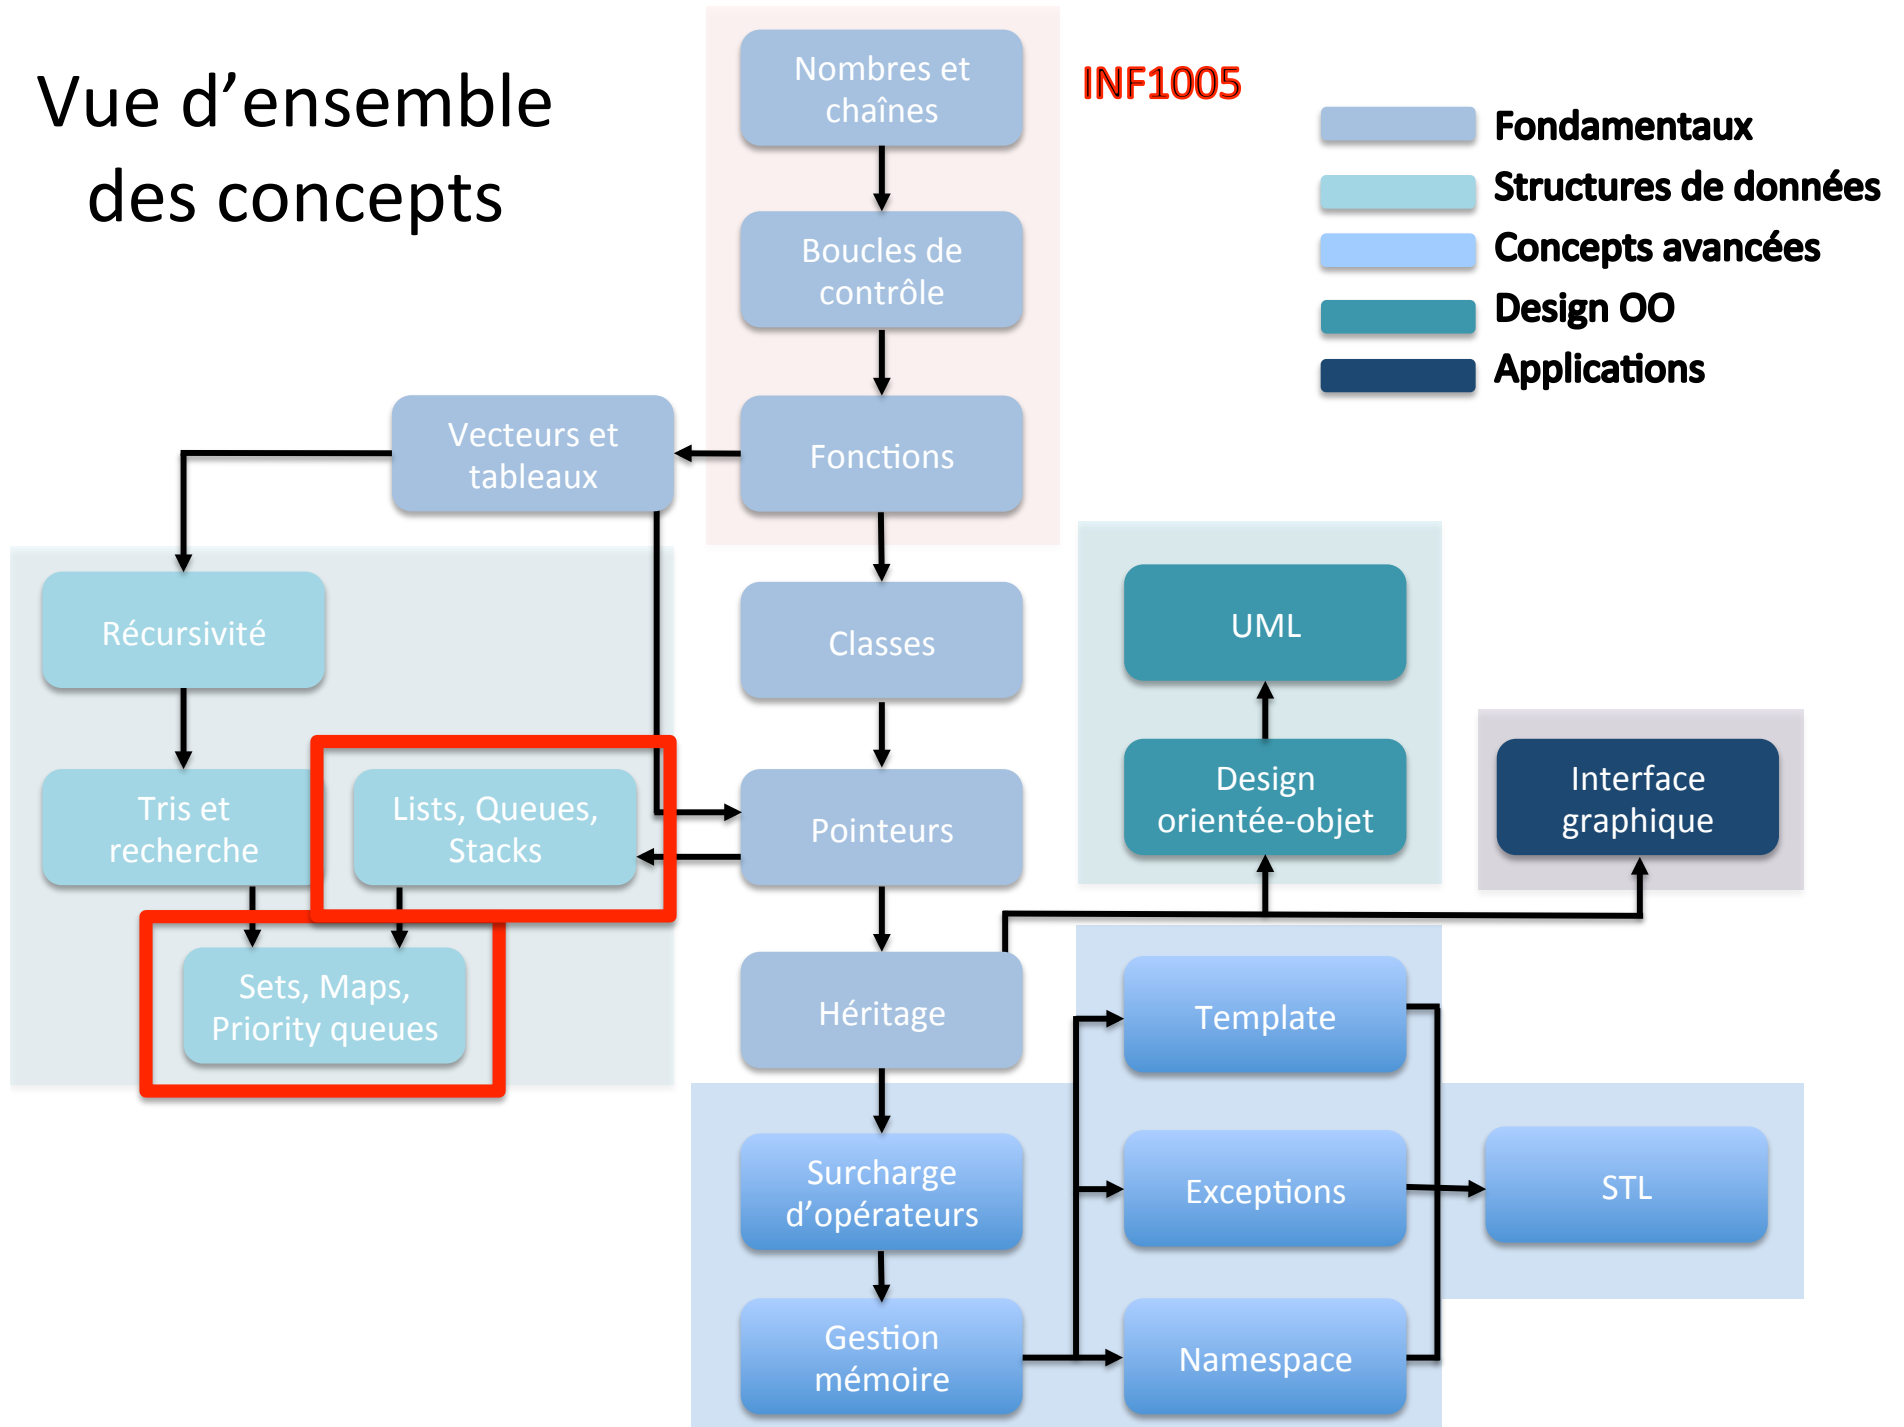 Vue d’ensemble
des concepts
Nombres et
chaînes
INF1005
Fondamentaux
Structures de données
Concepts avancées
Design OO
Applications
Boucles de
contrôle
Vecteurs et
tableaux
Fonctions
Récursivité
Classes
UML
Tris et
recherche
Lists, Queues,
Stacks
Pointeurs
Design
orientée-objet
Interface
graphique
Sets, Maps,
Priority queues
Héritage
Template
Surcharge
d’opérateurs
Exceptions
STL
Gestion
mémoire
Namespace